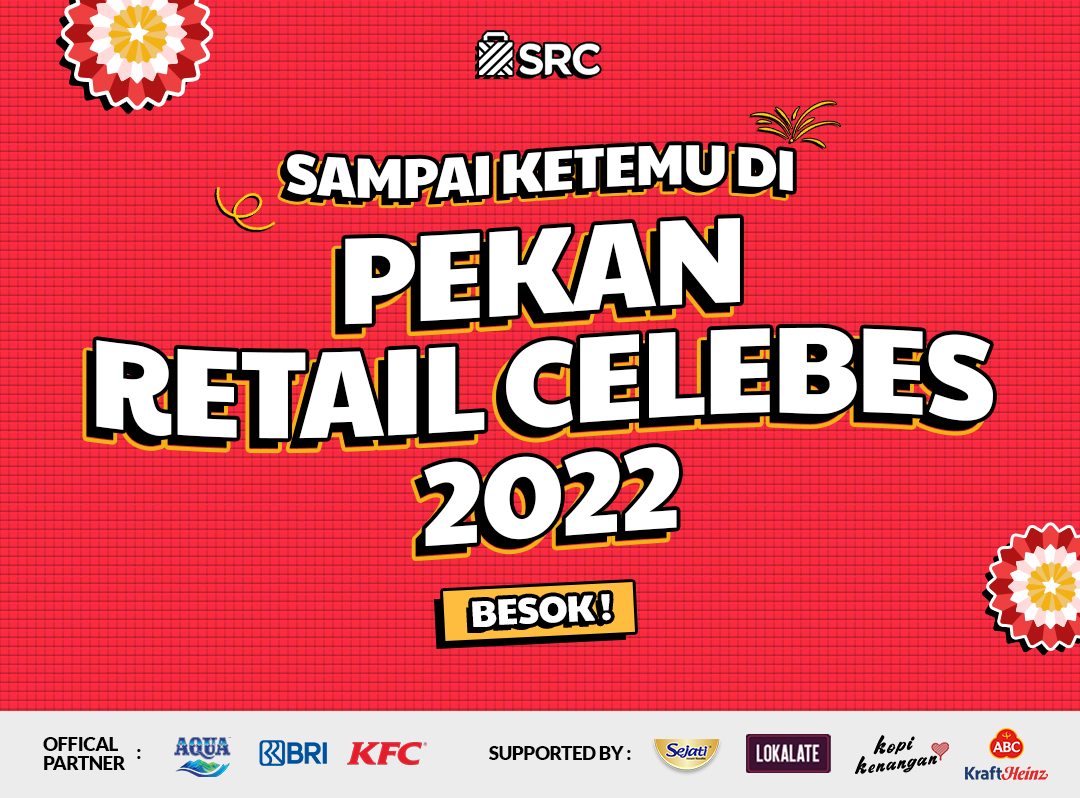 SRC
SAMPAI KETEMU DI
PEKAN
RETAIL CELEBES
2022
BESOK!
OFFICAL
PARTNER :
AQUA
BRI
KFC
SUPPORTED BY :
Sejati
LOKALATE
kopi
kenangan
ABC
KraftHeinz